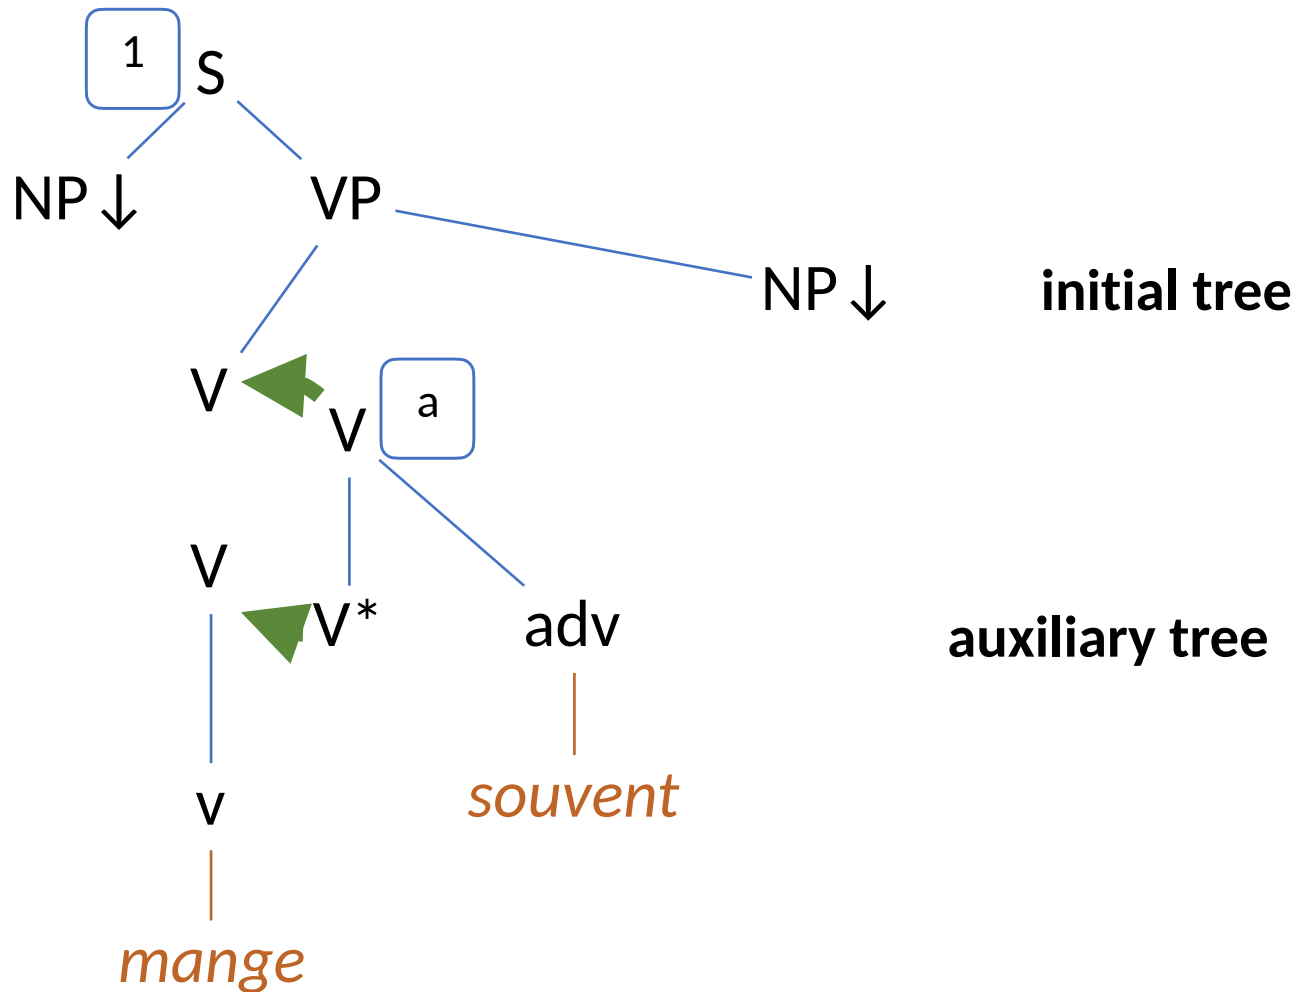 1
S
NP↓
VP
NP↓
initial tree
V
V
a
V
V*
adv
auxiliary tree
souvent
v
mange